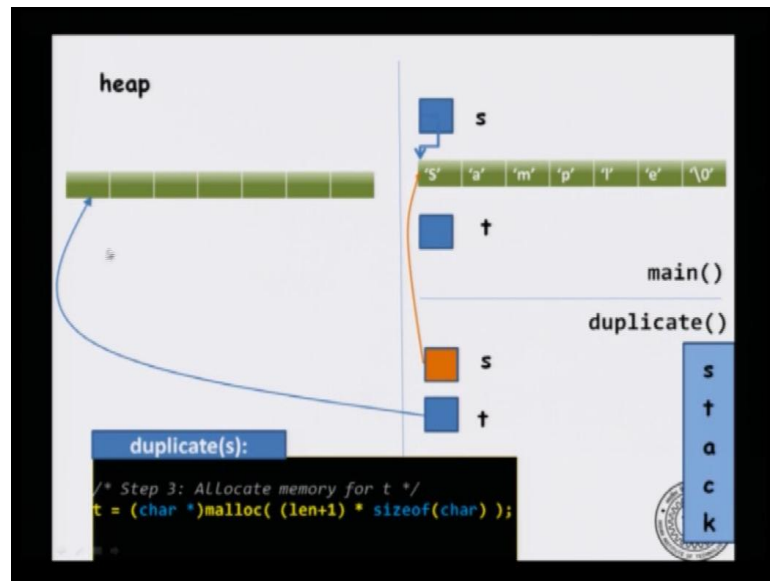 heap
s
'S' 'a' 'm' 'p' 'l' 'e' '\0'
t
main()
duplicate()
s
t
s
t
a
c
k
duplicate(s):
/* Step 3: Allocate memory for t */
t = (char *)malloc( (len+1) * sizeof(char) );